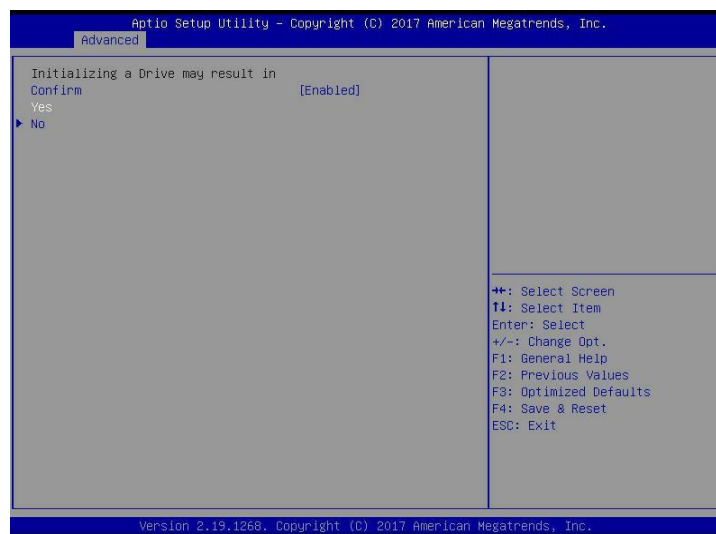 Aptio Setup Utility – Copyright (C) 2017 American Megatrends, Inc.
Advanced
Initializing a Drive may result in
Confirm [Enabled]
Yes
No
→←: Select Screen
↑↓: Select Item
Enter: Select
+/-: Change Opt.
F1: General Help
F2: Previous Values
F3: Optimized Defaults
F4: Save & Reset
ESC: Exit
Version 2.19.1268. Copyright (C) 2017 American Megatrends, Inc.